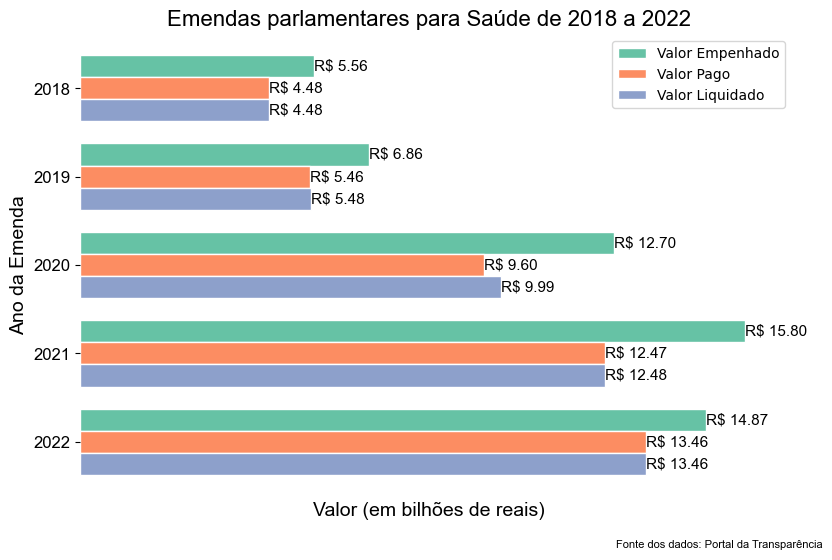 Emendas parlamentares para Saúde de 2018 a 2022
Valor Empenhado
Valor Pago
Valor Liquidado
Ano da Emenda
2018
R$ 5.56
R$ 4.48
R$ 4.48
2019
R$ 6.86
R$ 5.46
R$ 5.48
2020
R$ 12.70
R$ 9.60
R$ 9.99
2021
R$ 15.80
R$ 12.47
R$ 12.48
2022
R$ 14.87
R$ 13.46
R$ 13.46
Valor (em bilhões de reais)
Fonte dos dados: Portal da Transparência